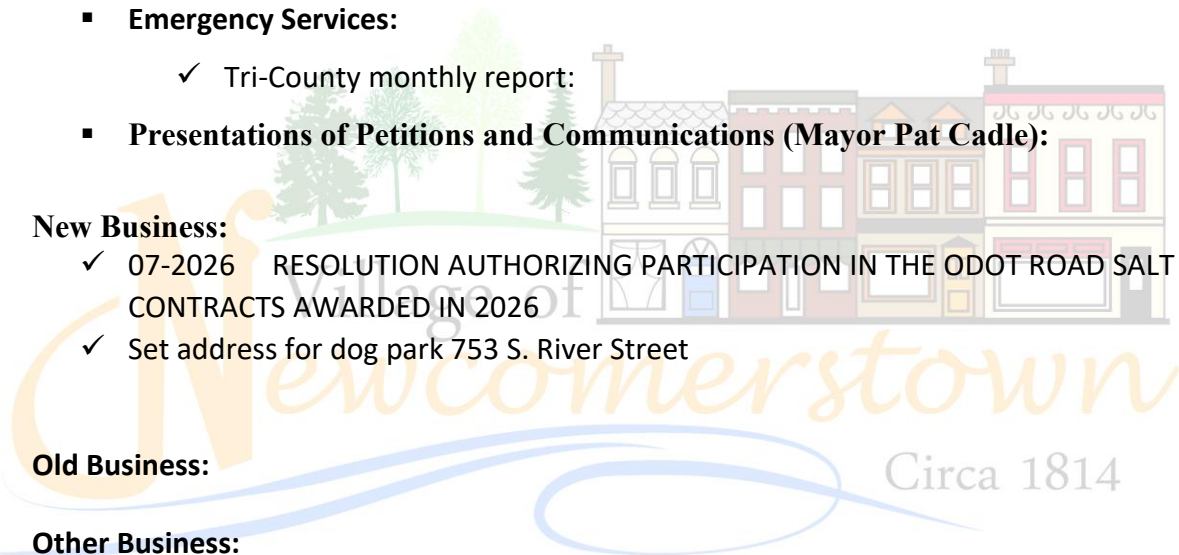 ▪ Emergency Services:
✓ Tri-County monthly report:
▪ Presentations of Petitions and Communications (Mayor Pat Cadle):
New Business:
✓ 07-2026 RESOLUTION AUTHORIZING PARTICIPATION IN THE ODOT ROAD SALT
CONTRACTS AWARDED IN 2026
Village of
✓ Set address for dog park 753 S. River Street
Newcomerstown
Old Business:
Circa 1814
Other Business: